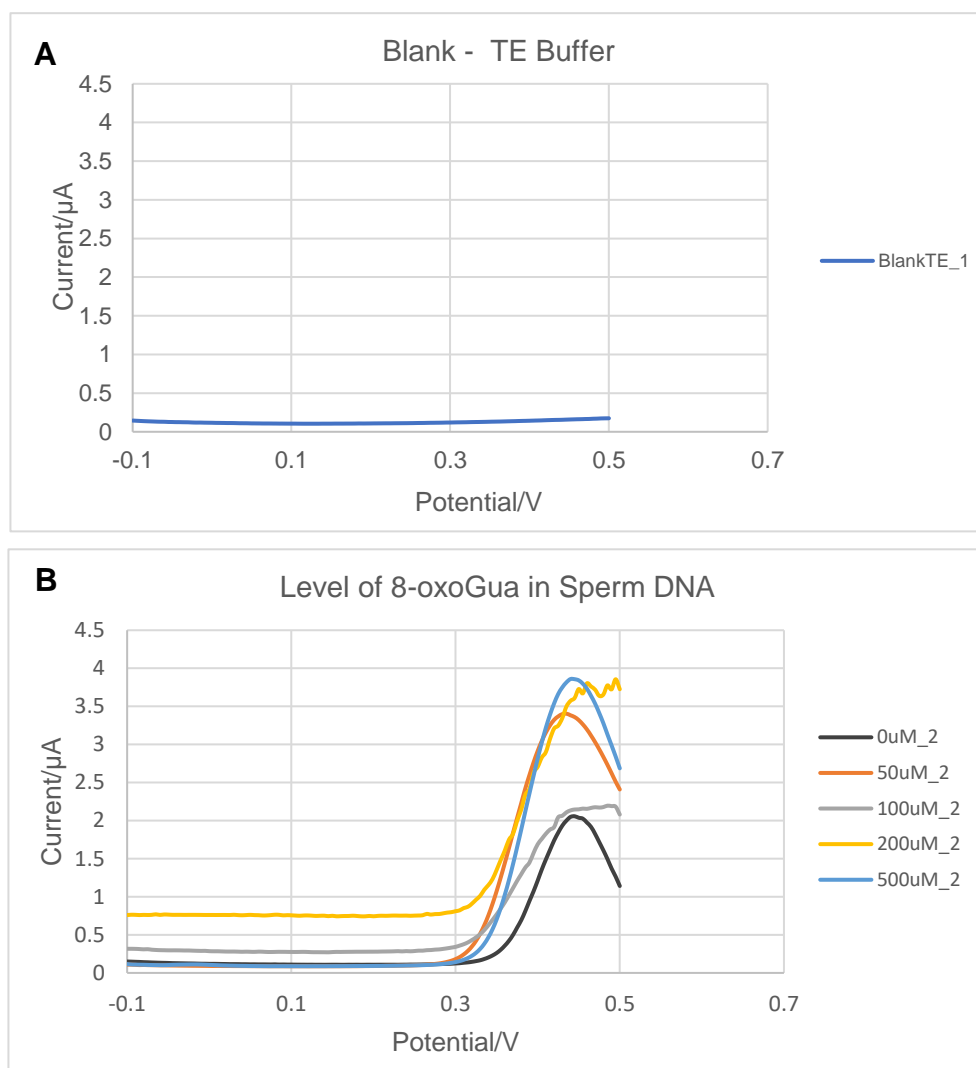 A
Blank -  TE Buffer
4.5
4
3.5
3
2.5
2
1.5
1
0.5
0
Current/µA
-0.1
0.1
0.3
0.5
0.7
Potential/V
BlankTE_1
B
Level of 8-oxoGua in Sperm DNA
4.5
4
3.5
3
2.5
2
1.5
1
0.5
0
Current/µA
-0.1
0.1
0.3
0.5
0.7
Potential/V
0uM_2
50uM_2
100uM_2
200uM_2
500uM_2